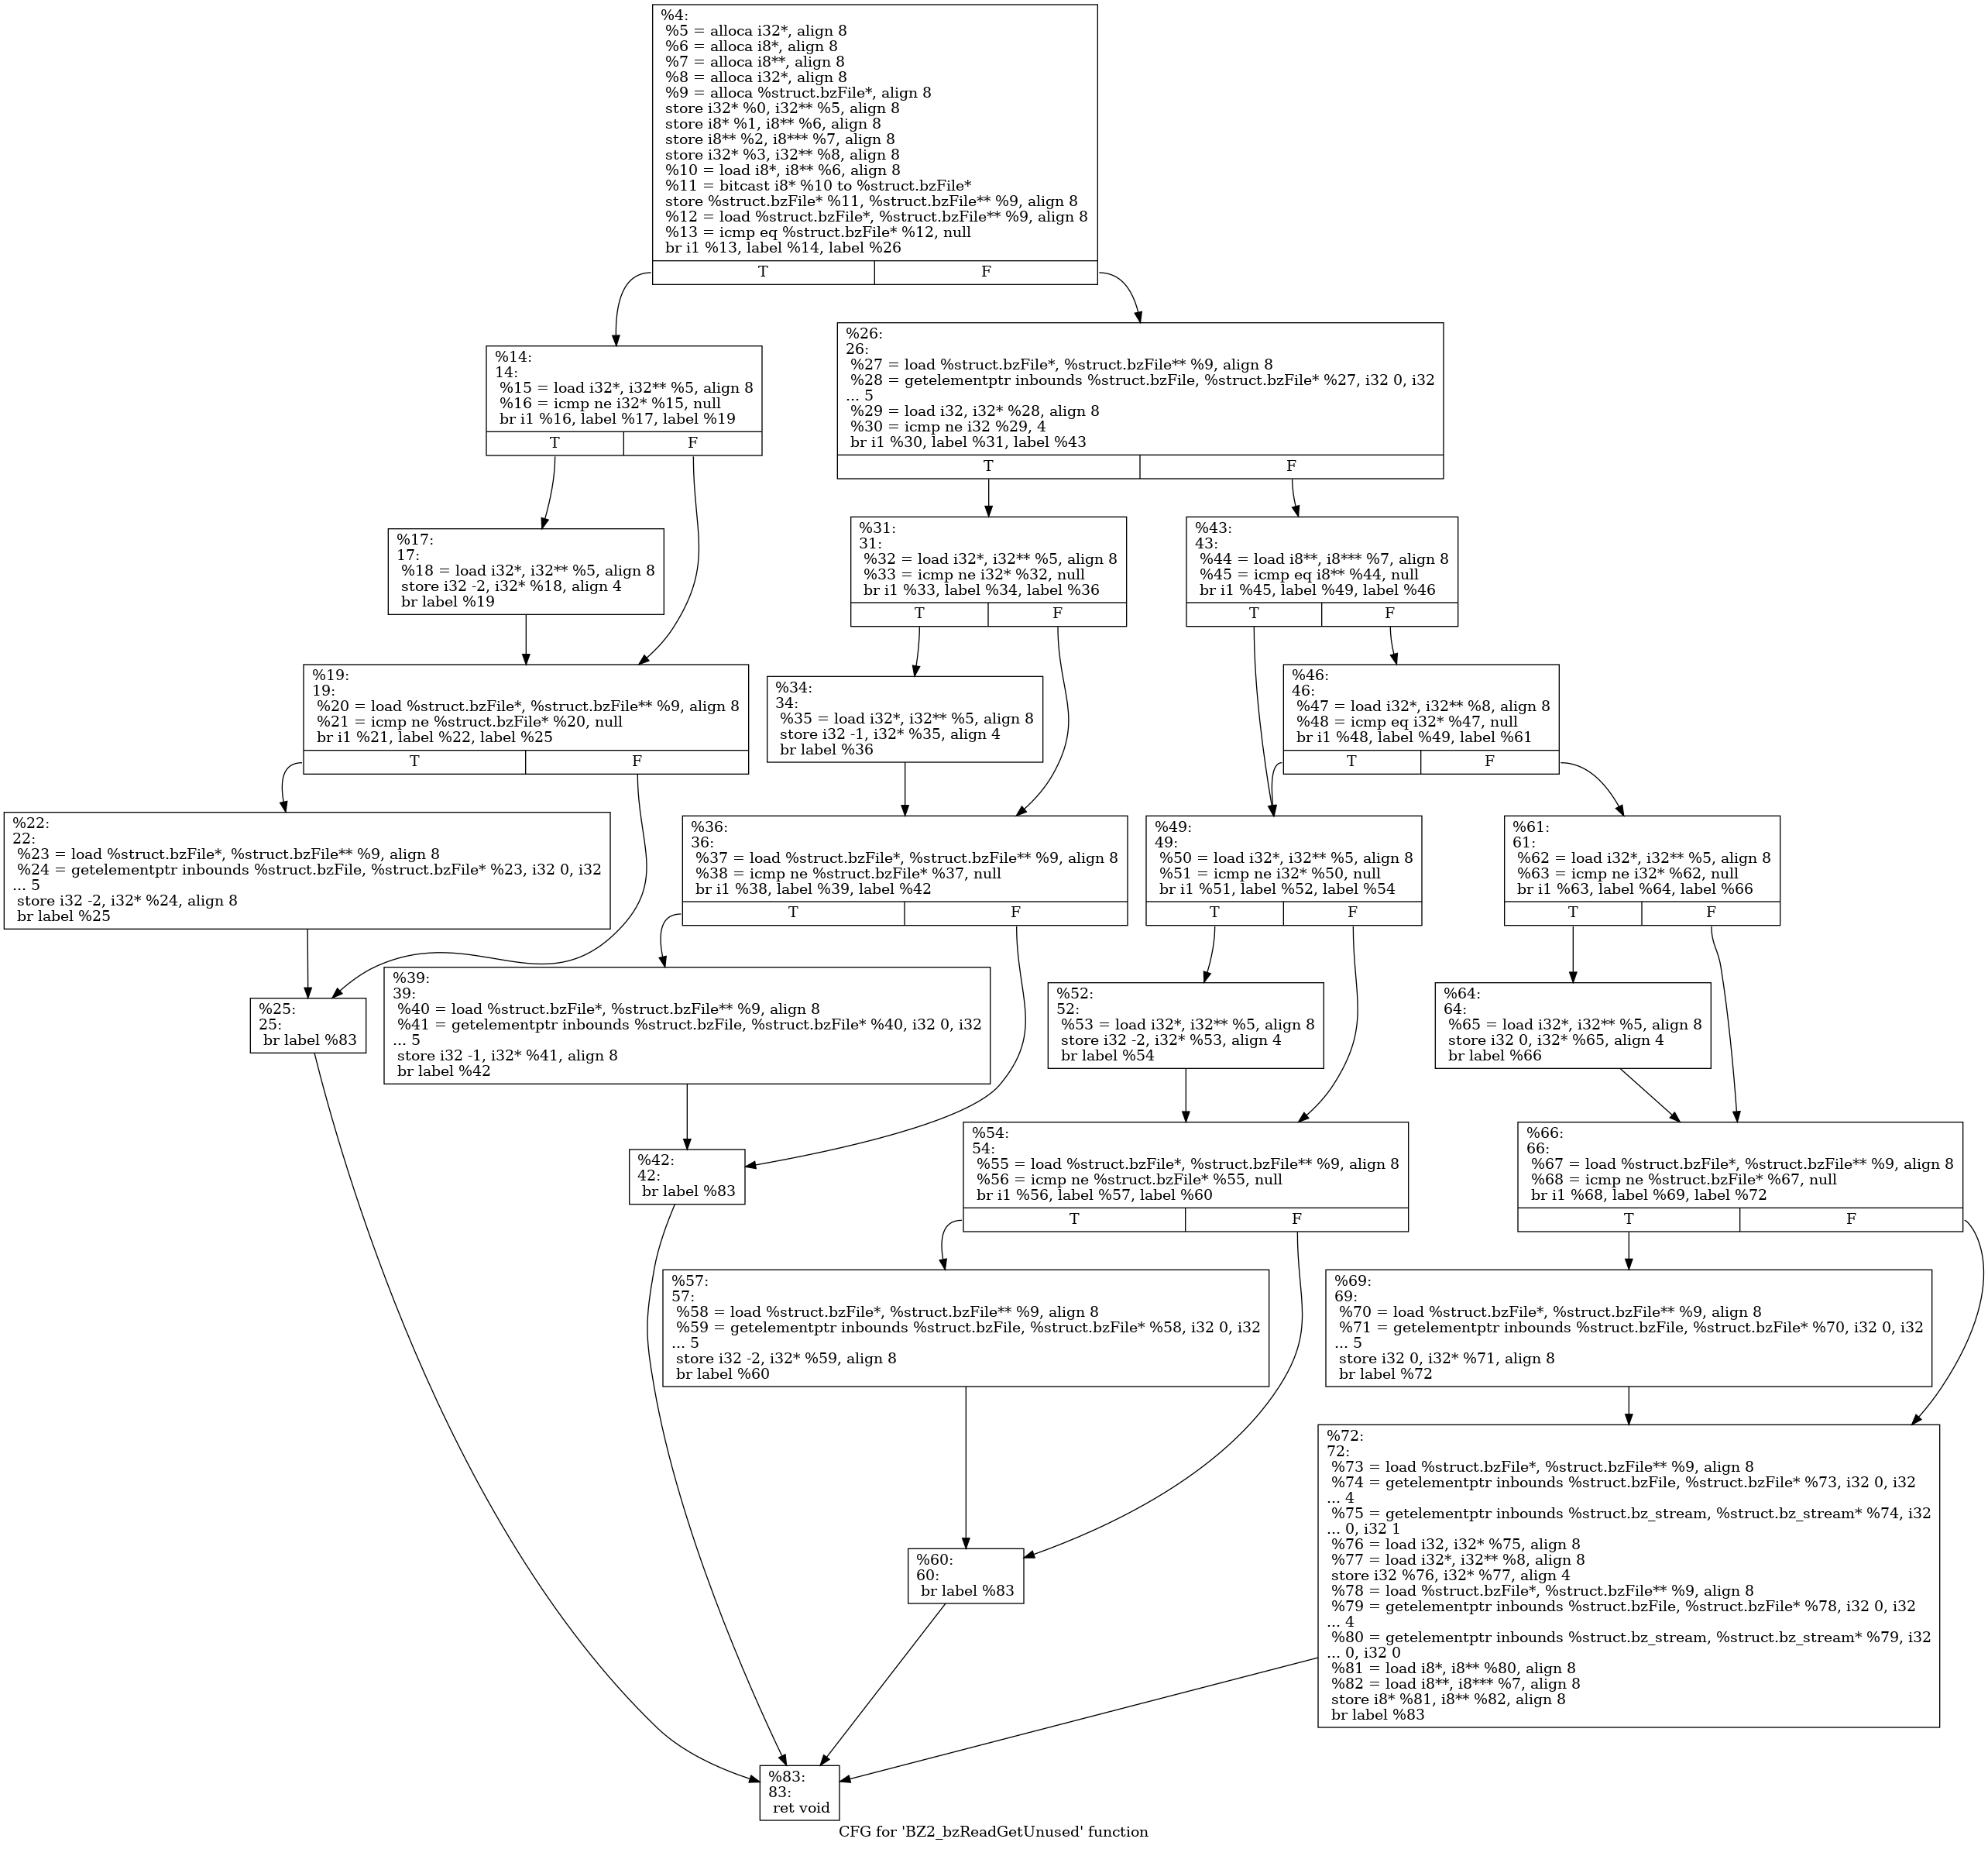 %4:
%5 = alloca i32*, align 8
%6 = alloca i8*, align 8
%7 = alloca i8**, align 8
%8 = alloca i32*, align 8
%9 = alloca %struct.bzFile*, align 8
store i32* %0, i32** %5, align 8
store i8* %1, i8** %6, align 8
store i8** %2, i8*** %7, align 8
store i32* %3, i32** %8, align 8
%10 = load i8*, i8** %6, align 8
%11 = bitcast i8* %10 to %struct.bzFile*
store %struct.bzFile* %11, %struct.bzFile** %9, align 8
%12 = load %struct.bzFile*, %struct.bzFile** %9, align 8
%13 = icmp eq %struct.bzFile* %12, null
br i1 %13, label %14, label %26
T F
%14:
14:
%15 = load i32*, i32** %5, align 8
%16 = icmp ne i32* %15, null
br i1 %16, label %17, label %19
T F
%26:
26:
%27 = load %struct.bzFile*, %struct.bzFile** %9, align 8
%28 = getelementptr inbounds %struct.bzFile, %struct.bzFile* %27, i32 0, i32
... 5
%29 = load i32, i32* %28, align 8
%30 = icmp ne i32 %29, 4
br i1 %30, label %31, label %43
T F
%17:
17:
%18 = load i32*, i32** %5, align 8
store i32 -2, i32* %18, align 4
br label %19
%31:
31:
%32 = load i32*, i32** %5, align 8
%33 = icmp ne i32* %32, null
br i1 %33, label %34, label %36
T F
%43:
43:
%44 = load i8**, i8*** %7, align 8
%45 = icmp eq i8** %44, null
br i1 %45, label %49, label %46
T F
%19:
19:
%20 = load %struct.bzFile*, %struct.bzFile** %9, align 8
%21 = icmp ne %struct.bzFile* %20, null
br i1 %21, label %22, label %25
T F
%34:
34:
%35 = load i32*, i32** %5, align 8
store i32 -1, i32* %35, align 4
br label %36
%46:
46:
%47 = load i32*, i32** %8, align 8
%48 = icmp eq i32* %47, null
br i1 %48, label %49, label %61
T F
%22:
22:
%23 = load %struct.bzFile*, %struct.bzFile** %9, align 8
%24 = getelementptr inbounds %struct.bzFile, %struct.bzFile* %23, i32 0, i32
... 5
store i32 -2, i32* %24, align 8
br label %25
%36:
36:
%37 = load %struct.bzFile*, %struct.bzFile** %9, align 8
%38 = icmp ne %struct.bzFile* %37, null
br i1 %38, label %39, label %42
T F
%49:
49:
%50 = load i32*, i32** %5, align 8
%51 = icmp ne i32* %50, null
br i1 %51, label %52, label %54
T F
%61:
61:
%62 = load i32*, i32** %5, align 8
%63 = icmp ne i32* %62, null
br i1 %63, label %64, label %66
T F
%25:
25:
br label %83
%39:
39:
%40 = load %struct.bzFile*, %struct.bzFile** %9, align 8
%41 = getelementptr inbounds %struct.bzFile, %struct.bzFile* %40, i32 0, i32
... 5
store i32 -1, i32* %41, align 8
br label %42
%52:
52:
%53 = load i32*, i32** %5, align 8
store i32 -2, i32* %53, align 4
br label %54
%64:
64:
%65 = load i32*, i32** %5, align 8
store i32 0, i32* %65, align 4
br label %66
%42:
42:
br label %83
%54:
54:
%55 = load %struct.bzFile*, %struct.bzFile** %9, align 8
%56 = icmp ne %struct.bzFile* %55, null
br i1 %56, label %57, label %60
T F
%66:
66:
%67 = load %struct.bzFile*, %struct.bzFile** %9, align 8
%68 = icmp ne %struct.bzFile* %67, null
br i1 %68, label %69, label %72
T F
%57:
57:
%58 = load %struct.bzFile*, %struct.bzFile** %9, align 8
%59 = getelementptr inbounds %struct.bzFile, %struct.bzFile* %58, i32 0, i32
... 5
store i32 -2, i32* %59, align 8
br label %60
%69:
69:
%70 = load %struct.bzFile*, %struct.bzFile** %9, align 8
%71 = getelementptr inbounds %struct.bzFile, %struct.bzFile* %70, i32 0, i32
... 5
store i32 0, i32* %71, align 8
br label %72
%60:
60:
br label %83
%72:
72:
%73 = load %struct.bzFile*, %struct.bzFile** %9, align 8
%74 = getelementptr inbounds %struct.bzFile, %struct.bzFile* %73, i32 0, i32
... 4
%75 = getelementptr inbounds %struct.bz_stream, %struct.bz_stream* %74, i32
... 0, i32 1
%76 = load i32, i32* %75, align 8
%77 = load i32*, i32** %8, align 8
store i32 %76, i32* %77, align 4
%78 = load %struct.bzFile*, %struct.bzFile** %9, align 8
%79 = getelementptr inbounds %struct.bzFile, %struct.bzFile* %78, i32 0, i32
... 4
%80 = getelementptr inbounds %struct.bz_stream, %struct.bz_stream* %79, i32
... 0, i32 0
%81 = load i8*, i8** %80, align 8
%82 = load i8**, i8*** %7, align 8
store i8* %81, i8** %82, align 8
br label %83
%83:
83:
ret void
CFG for 'BZ2_bzReadGetUnused' function